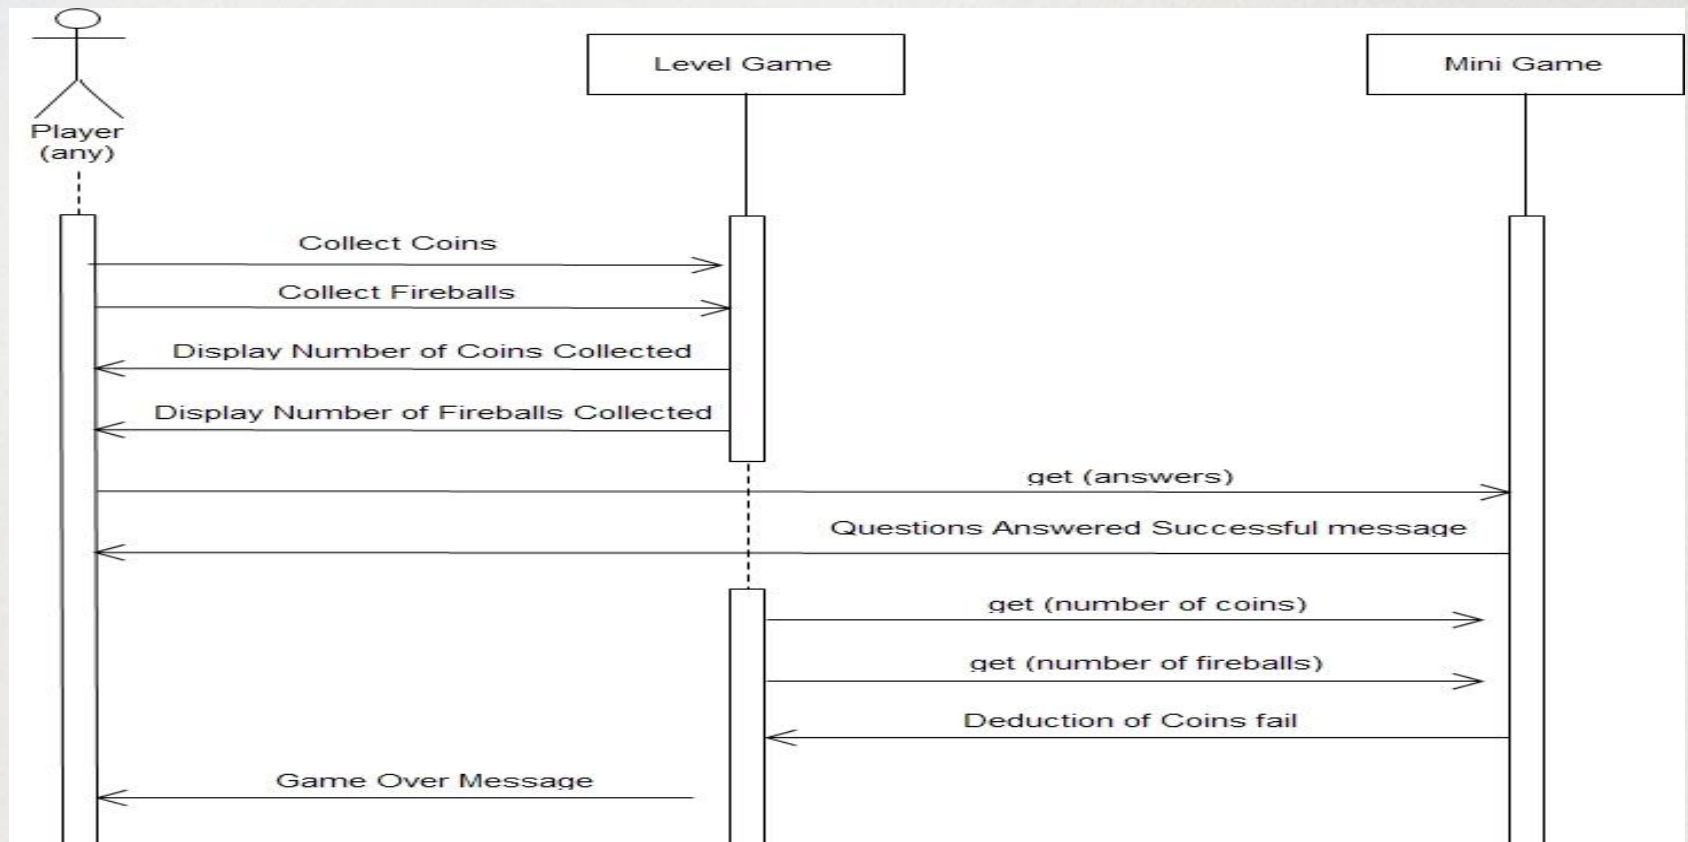 Level Game
Mini Game
Player
(any)
Collect Coins
Collect Fireballs
Display Number of Coins Collected
Display Number of Fireballs Collected
get (answers)
Questions Answered Successful message
get (number of coins)
get (number of fireballs)
Deduction of Coins fail
Game Over Message